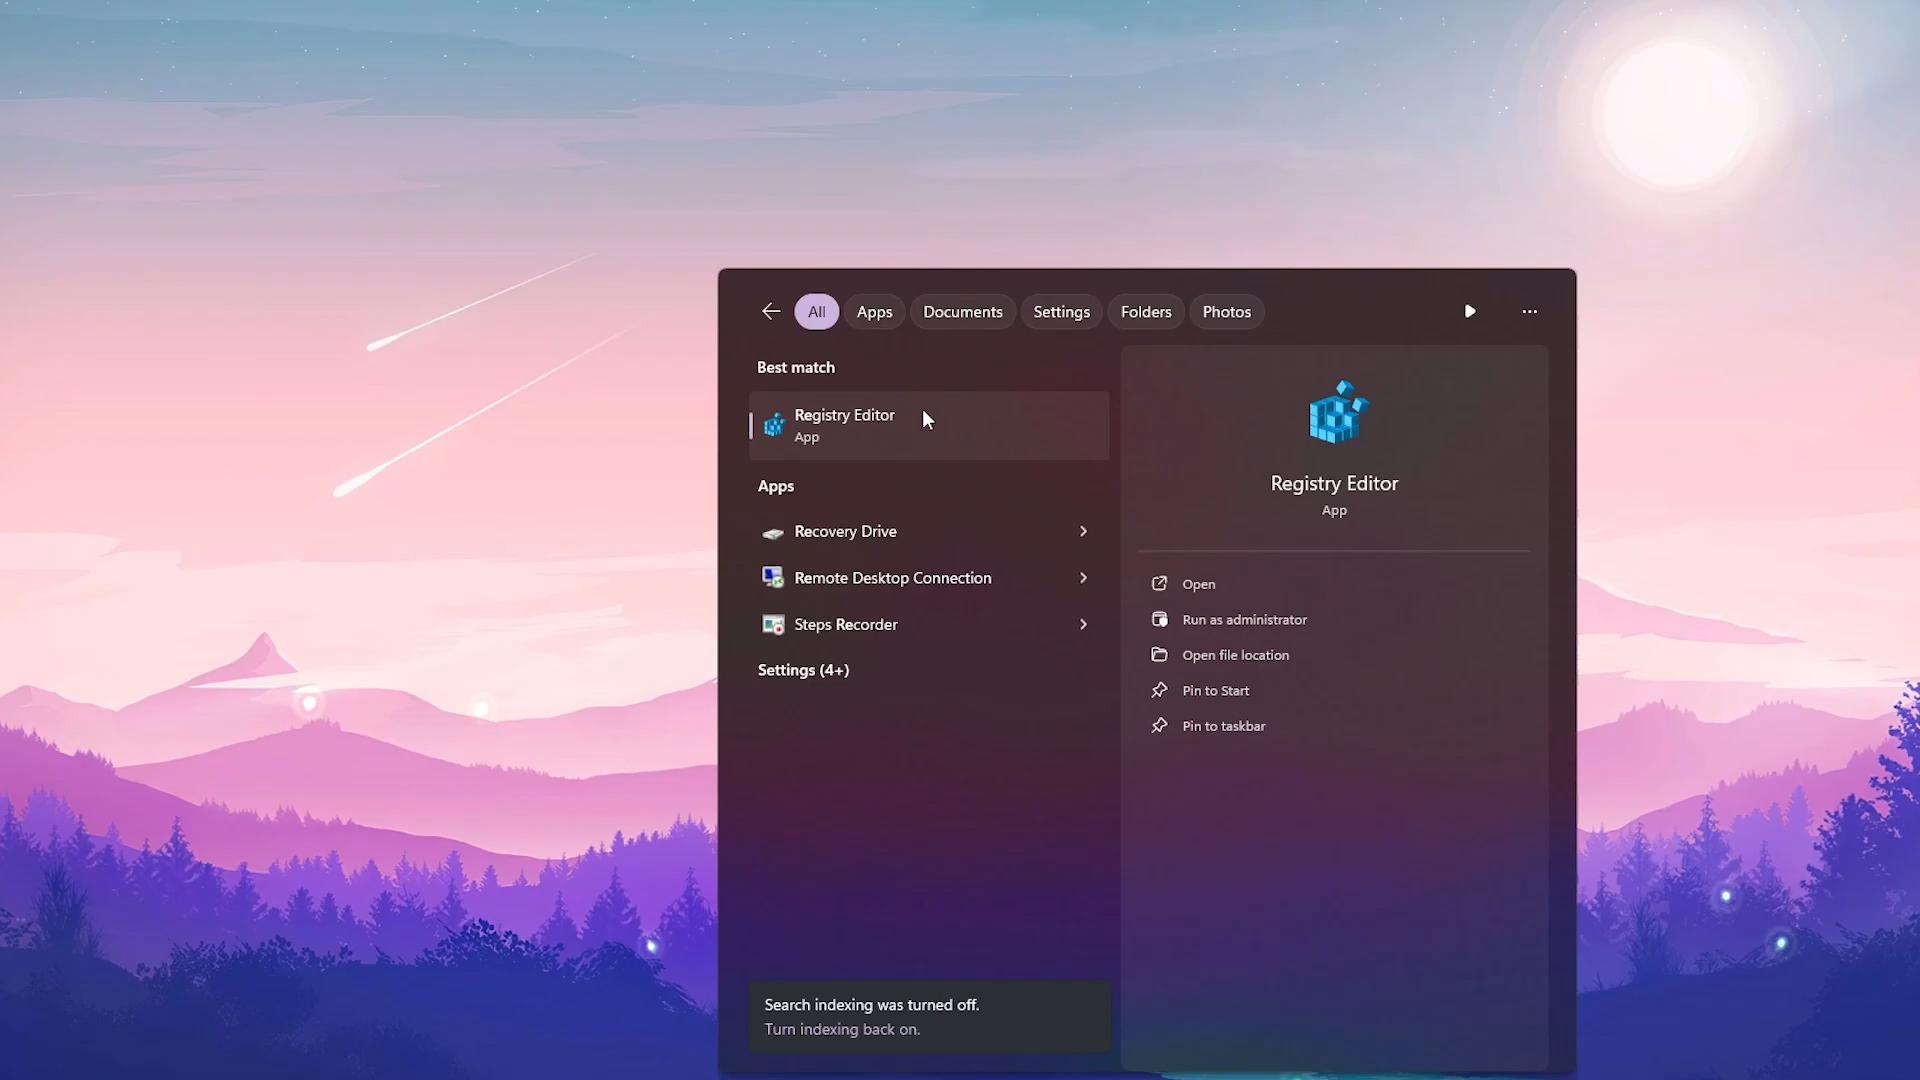 All
Apps
Documents
Settings
Folders
Photos
Best match
Registry Editor
App
Apps
Recovery Drive
Remote Desktop Connection
Steps Recorder
Settings (4+)
Search indexing was turned off.
Turn indexing back on.
Registry Editor
App
Open
Run as administrator
Open file location
Pin to Start
Pin to taskbar